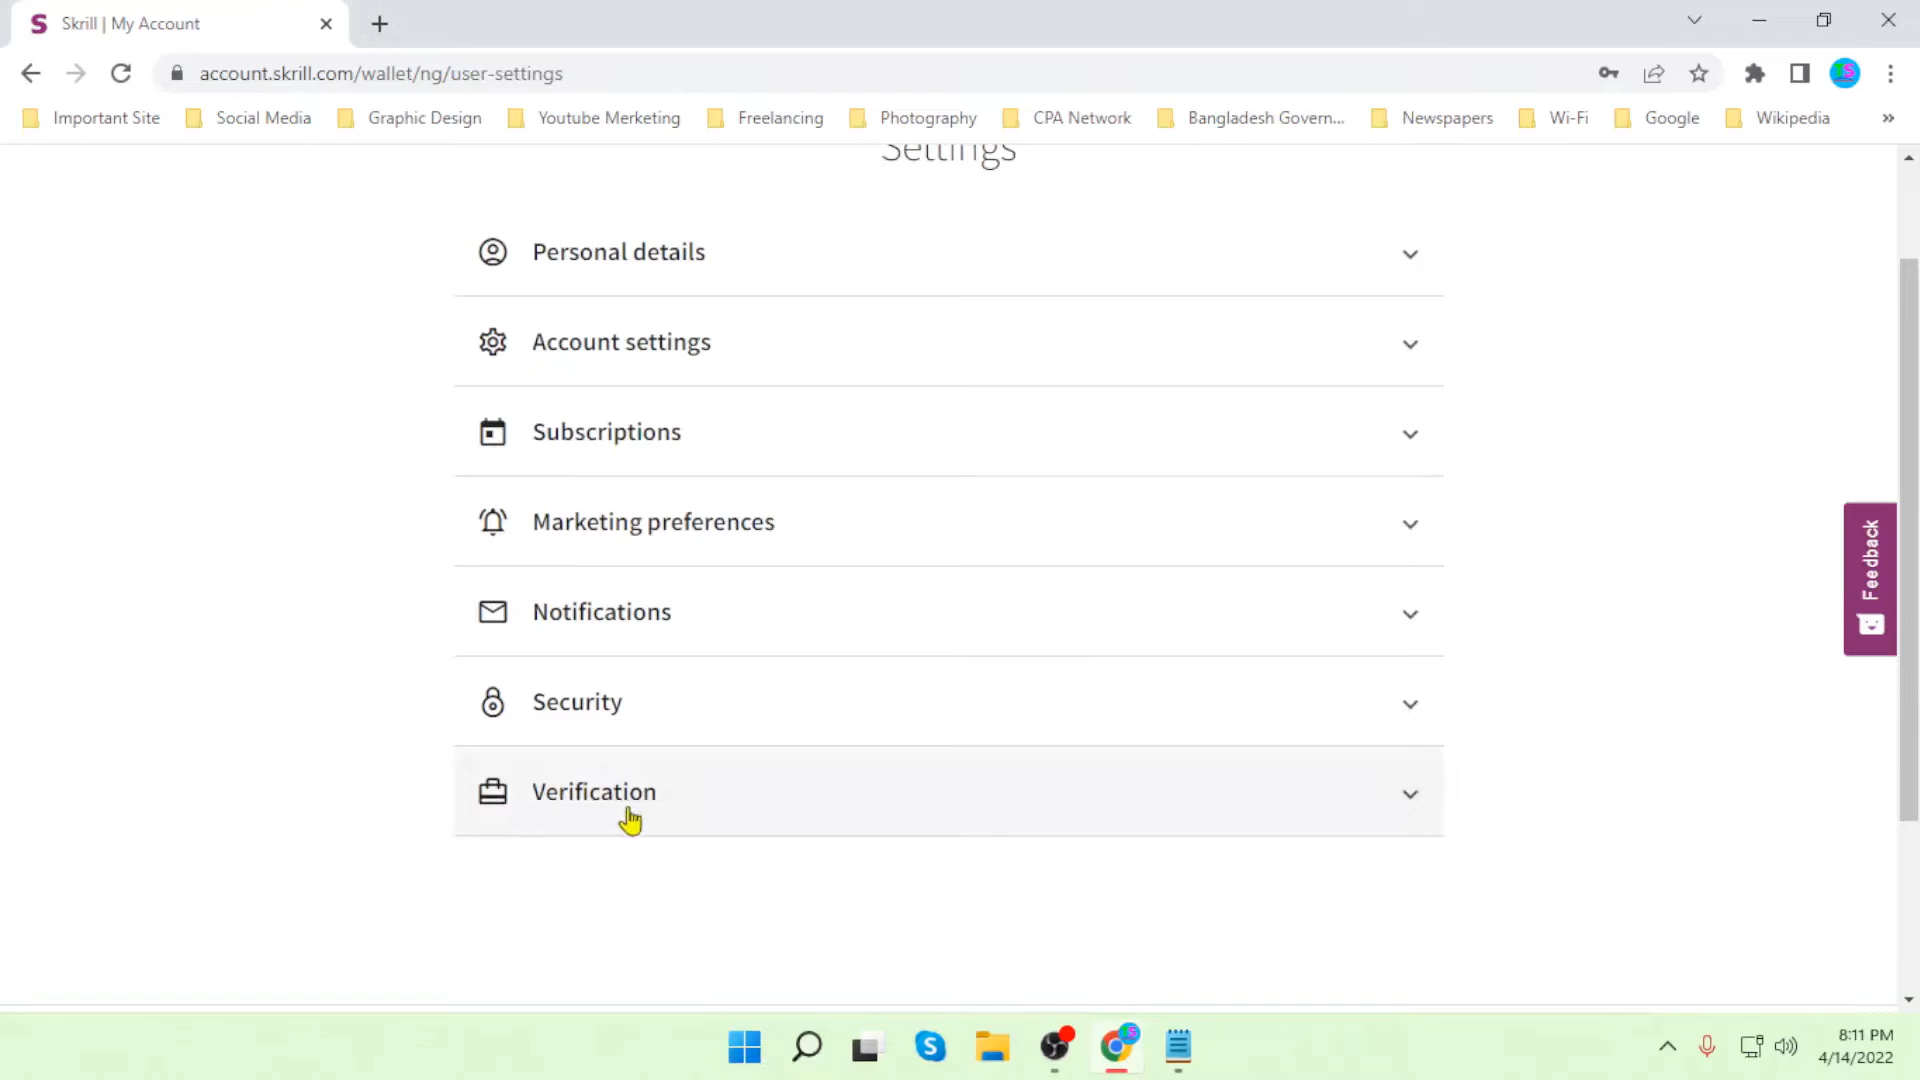 Skrill | My Account
account.skrill.com/wallet/ng/user-settings
Important Site Social Media Graphic Design Youtube Merketing Freelancing Photography CPA Network Bangladesh Govern... Newspapers Wi-Fi Google Wikipedia »
Settings
Personal details
Account settings
Subscriptions
Marketing preferences
Notifications
Security
Verification
Feedback
8:11 PM
4/14/2022